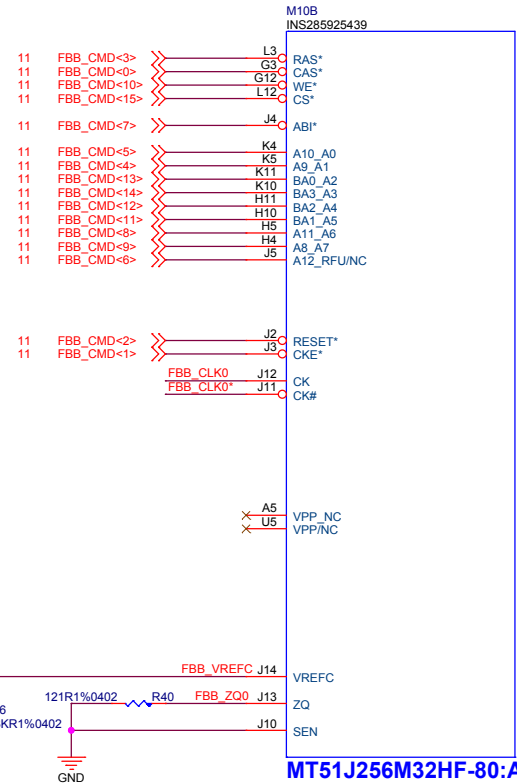 M10B
INS285925439
11 FBB_CMD<3> L3 RAS*
11 FBB_CMD<0> G3 CAS*
11 FBB_CMD<10> G12 WE*
11 FBB_CMD<15> L12 CS*
11 FBB_CMD<7> J4 ABI*
11 FBB_CMD<5> K4 A10_A0
11 FBB_CMD<4> K5 A9_A1
11 FBB_CMD<13> K11 BA0_A2
11 FBB_CMD<14> K10 BA3_A3
11 FBB_CMD<12> H11 BA2_A4
11 FBB_CMD<11> H10 BA1_A5
11 FBB_CMD<8> H5 A11_A6
11 FBB_CMD<9> H4 A8_A7
11 FBB_CMD<6> J5 A12_RFU/NC
11 FBB_CMD<2> J2 RESET*
11 FBB_CMD<1> J3 CKE*
FBB_CLK0 J12 CK
FBB_CLK0* J11 CK#
A5 VPP_NC
U5 VPP/NC
FBB_VREFC J14 VREFC
121R1%0402 R40 FBB_ZQ0 J13 ZQ
6
KR1%0402 J10 SEN
GND
MT51J256M32HF-80:A